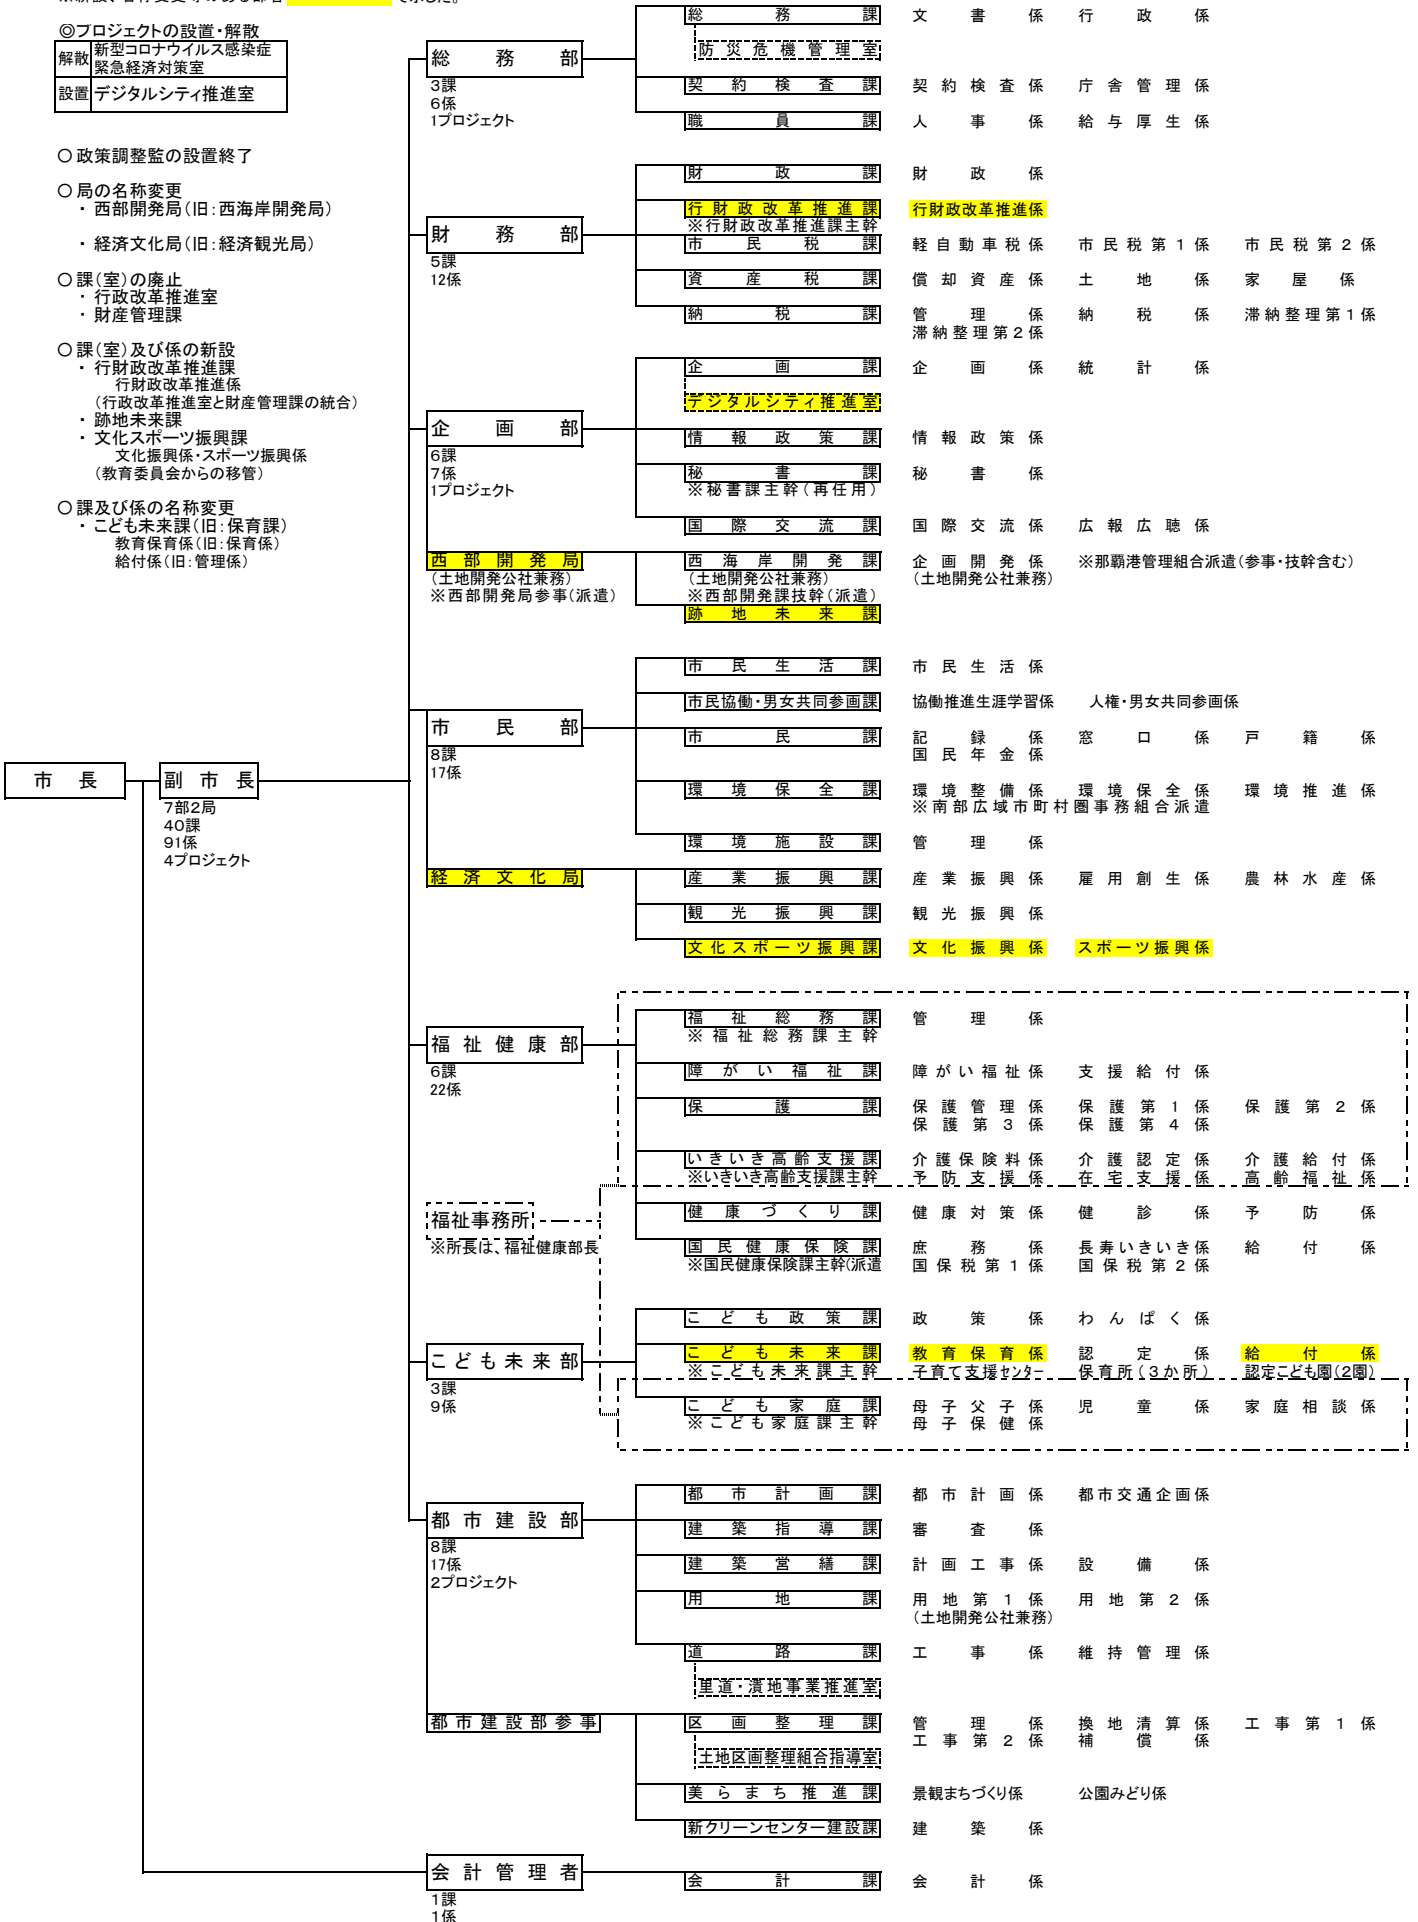 ◎プロジェクトの設置・解散
解散 新型コロナウイルス感染症
緊急経済対策室
設置 デジタルシティ推進室
○政策調整監の設置終了
○局の名称変更
・西部開発局(旧:西海岸開発局)
・経済文化局(旧:経済観光局)
○課(室)の廃止
・行政改革推進室
・財産管理課
○課(室)及び係の新設
・行財政改革推進課
行財政改革推進係
(行政改革推進室と財産管理課の統合)
・跡地未来課
・文化スポーツ振興課
文化振興係・スポーツ振興係
(教育委員会からの移管)
○課及び係の名称変更
・こども未来課(旧:保育課)
教育保育係(旧:保育係)
給付係(旧:管理係)
市長
副市長
7部2局
40課
91係
4プロジェクト
総務部
3課
6係
1プロジェクト
総務課 文書係 行政係
防災危機管理室
契約検査課 契約検査係 庁舎管理係
職員課 人事係 給与厚生係
財務部
5課
12係
財政課 財政係
行財政改革推進課 行財政改革推進係
※行財政改革推進課主幹
市民税課 軽自動車税係 市民税第1係 市民税第2係
資産税課 償却資産係 土地係 家屋係
納税課 管理係 納税係 滞納整理第1係
滞納整理第2係
企画部
6課
7係
1プロジェクト
企画課 企画係 統計係
デジタルシティ推進室
情報政策課 情報政策係
秘書課 秘書係
※秘書課主幹(再任用)
国際交流課 国際交流係 広報広聴係
西部開発局
(土地開発公社兼務)
※西部開発局参事(派遣)
西海岸開発課 企画開発係 ※那覇港管理組合派遣(参事・技幹含む)
(土地開発公社兼務) (土地開発公社兼務)
※西部開発課技幹(派遣)
跡地未来課
市民部
8課
17係
市民生活課 市民生活係
市民協働・男女共同参画課 協働推進生涯学習係 人権・男女共同参画係
市民課 記録係 窓口係 戸籍係
国民年金係
環境保全課 環境整備係 環境保全係 環境推進係
※南部広域市町村圏事務組合派遣
環境施設課 管理係
経済文化局
産業振興課 産業振興係 雇用創生係 農林水産係
観光振興課 観光振興係
文化スポーツ振興課 文化振興係 スポーツ振興係
福祉健康部
6課
22係
福祉総務課 管理係
※福祉総務課主幹
障がい福祉課 障がい福祉係 支援給付係
保護課 保護管理係 保護第1係 保護第2係
保護第3係 保護第4係
いきいき高齢支援課 介護保険料係 介護認定係 介護給付係
※いきいき高齢支援課主幹 予防支援係 在宅支援係 高齢福祉係
福祉事務所
※所長は、福祉健康部長
健康づくり課 健康対策係 健診係 予防係
国民健康保険課 庶務係 長寿いきいき係 給付係
※国民健康保険課主幹(派遣 国保税第1係 国保税第2係
こども未来部
3課
9係
こども政策課 政策係 わんぱく係
こども未来課 教育保育係 認定係 給付係
※こども未来課主幹 子育て支援センター 保育所(3か所) 認定こども園(2園)
こども家庭課 母子父子係 児童係 家庭相談係
※こども家庭課主幹 母子保健係
都市建設部
8課
17係
2プロジェクト
都市計画課 都市計画係 都市交通企画係
建築指導課 審査係
建築営繕課 計画工事係 設備係
用地課 用地第1係 用地第2係
(土地開発公社兼務)
道路課 工事係 維持管理係
里道・潰地事業推進室
都市建設部参事
区画整理課 管理係 換地清算係 工事第1係
工事第2係 補償係
土地区画整理組合指導室
美らまち推進課 景観まちづくり係 公園みどり係
新クリーンセンター建設課 建築係
会計管理者
1課
1係
会計課 会計係